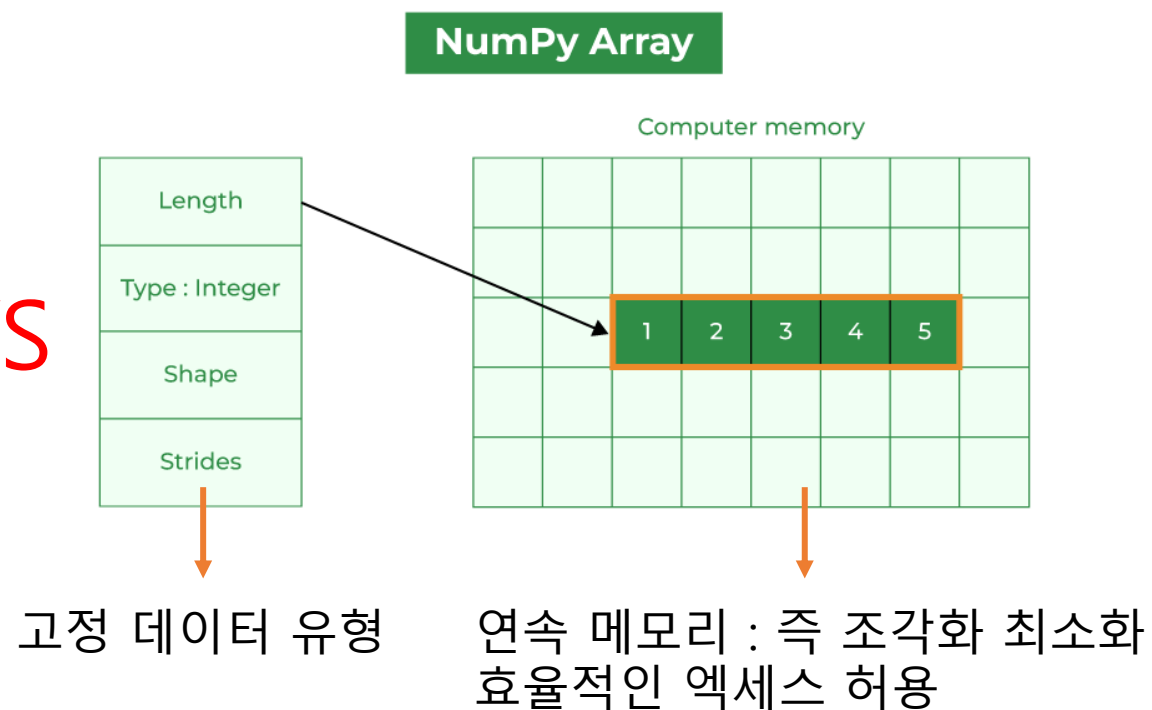 NumPy Array
Computer memory
Length
Type : Integer
Shape
Strides
S
1 2 3 4 5
고정 데이터 유형
연속 메모리 : 즉 조각화 최소화
효율적인 엑세스 허용